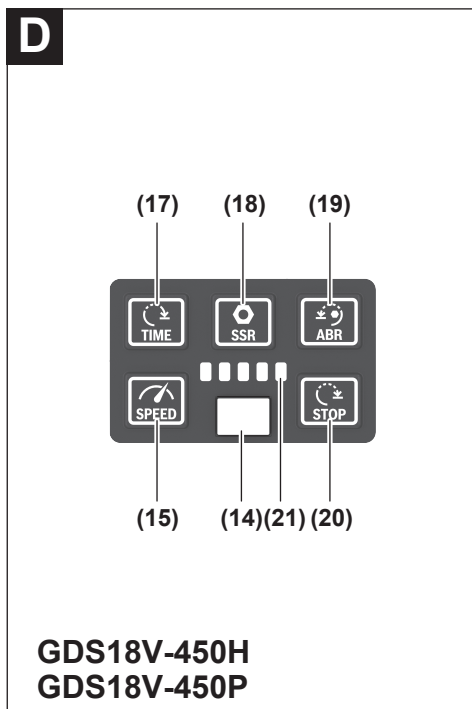 D
(17) (18) (19)
TIME SSR ABR
SPEED STOP
(15) (14) (21) (20)
GDS18V-450H
GDS18V-450P